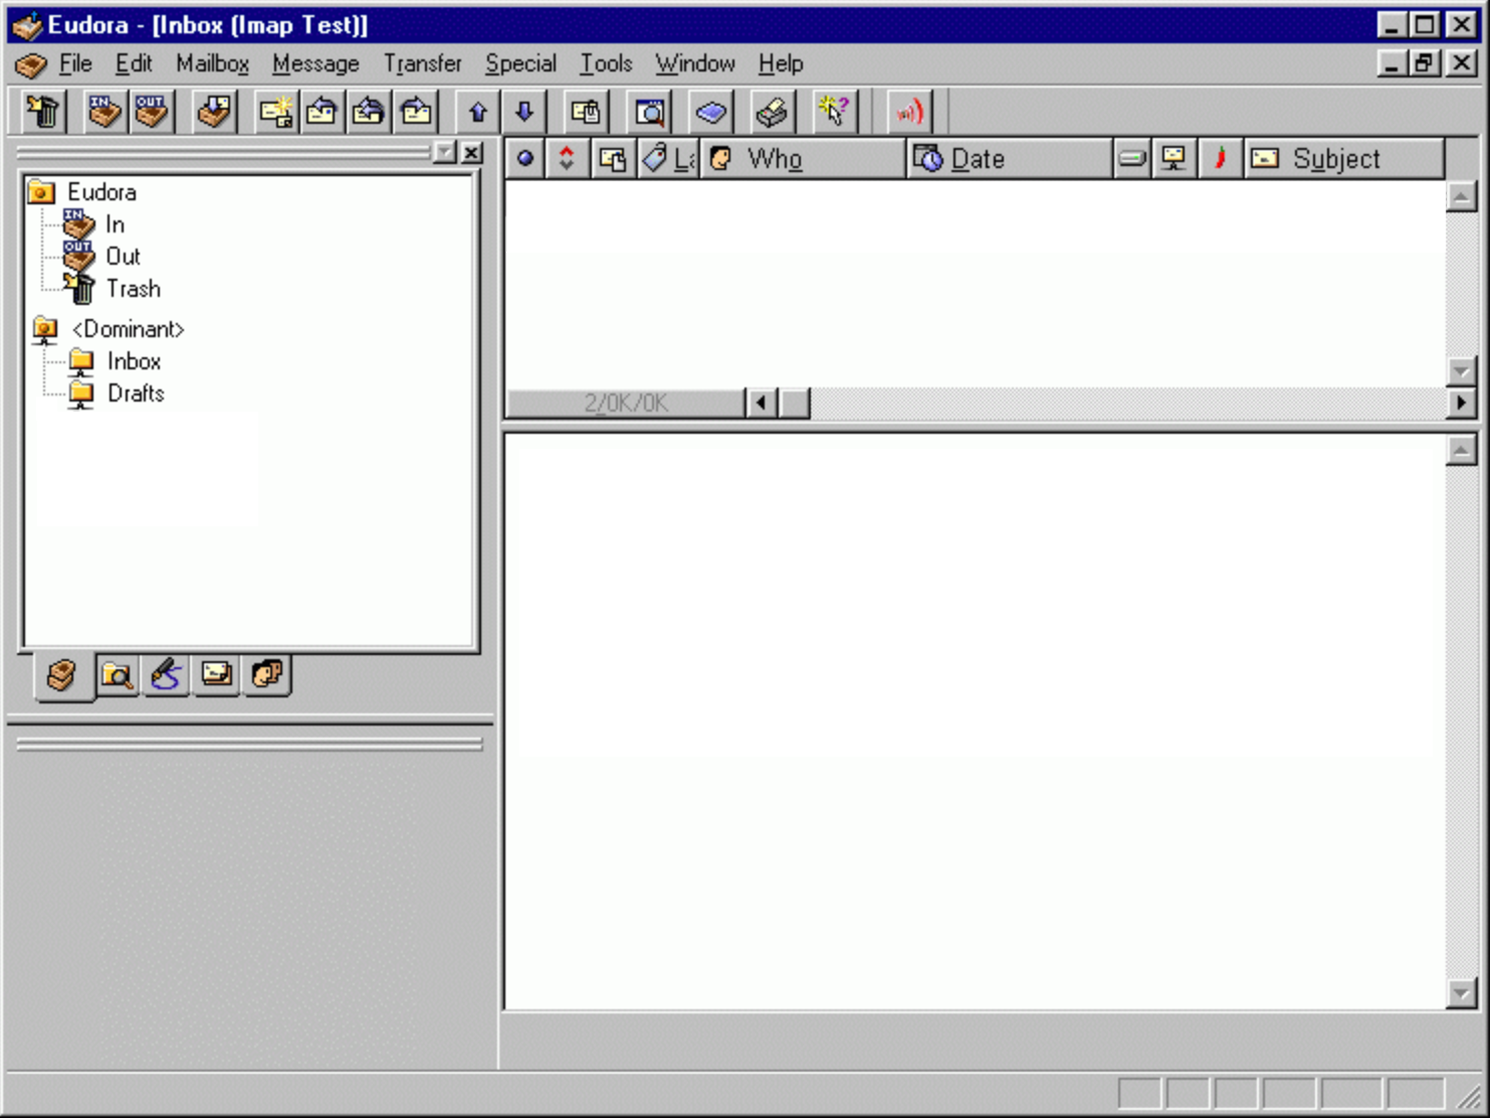 Eudora - [Inbox (Imap Test)]
File Edit Mailbox Message Transfer Special Tools Window Help
IN OUT
La Who Date Subject
Eudora
IN In
OUT Out
Trash
<Dominant>
Inbox
Drafts
2/0K/0K